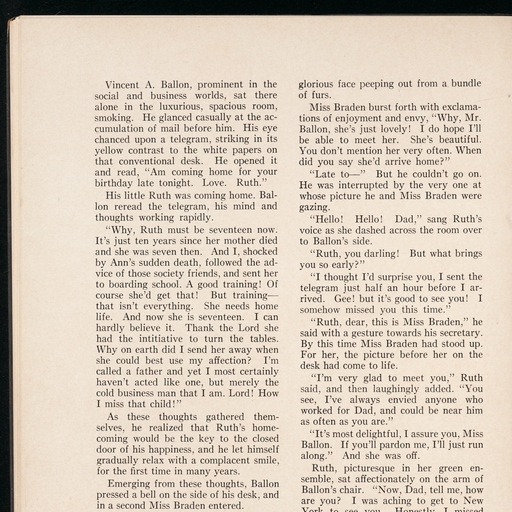 Vincent A. Ballon, prominent in the
social and business worlds, sat there
alone in the luxurious, spacious room,
smoking. He glanced casually at the ac-
cumulation of mail before him. His eye
chanced upon a telegram, striking in its
yellow contrast to the white papers on
that conventional desk. He opened it
and read, "Am coming home for your
birthday late tonight. Love. Ruth."
His little Ruth was coming home. Bal-
lon reread the telegram, his mind and
thoughts working rapidly.
"Why, Ruth must be seventeen now.
It's just ten years since her mother died
and she was seven then. And I, shocked
by Ann's sudden death, followed the ad-
vice of those society friends, and sent her
to boarding school. A good training! Of
course she'd get that! But training—
that isn't everything. She needs home
life. And now she is seventeen. I can
hardly believe it. Thank the Lord she
had the intitiative to turn the tables.
Why on earth did I send her away when
she could best use my affection? I'm
called a father and yet I most certainly
haven't acted like one, but merely the
cold business man that I am. Lord! How
I miss that child!"
As these thoughts gathered them-
selves, he realized that Ruth's home-
coming would be the key to the closed
door of his happiness, and he let himself
gradually relax with a complacent smile,
for the first time in many years.
Emerging from these thoughts, Ballon
pressed a bell on the side of his desk, and
in a second Miss Braden entered.
glorious face peeping out from a bundle
of furs.
Miss Braden burst forth with exclama-
tions of enjoyment and envy, "Why, Mr.
Ballon, she's just lovely! I do hope I'll
be able to meet her. She's beautiful.
You don't mention her very often. When
did you say she'd arrive home?"
"Late to—" But he couldn't go on.
He was interrupted by the very one at
whose picture he and Miss Braden were
gazing.
"Hello! Hello! Dad," sang Ruth's
voice as she dashed across the room over
to Ballon's side.
"Ruth, you darling! But what brings
you so early?"
"I thought I'd surprise you, I sent the
telegram just half an hour before I ar-
rived. Gee! but it's good to see you! I
somehow missed you this time."
"Ruth, dear, this is Miss Braden," he
said with a gesture towards his secretary.
By this time Miss Braden had stood up.
For her, the picture before her on the
desk had come to life.
"I'm very glad to meet you," Ruth
said, and then laughingly added. "You
see, I've always envied anyone who
worked for Dad, and could be near him
as often as you are."
"It's most delightful, I assure you, Miss
Ballon. If you'll pardon me, I'll just run
along." And she was off.
Ruth, picturesque in her green en-
semble, sat affectionately on the arm of
Ballon's chair. "Now, Dad, tell me, how
are you? I was aching to get to New
York to see you. Honestly, I missed